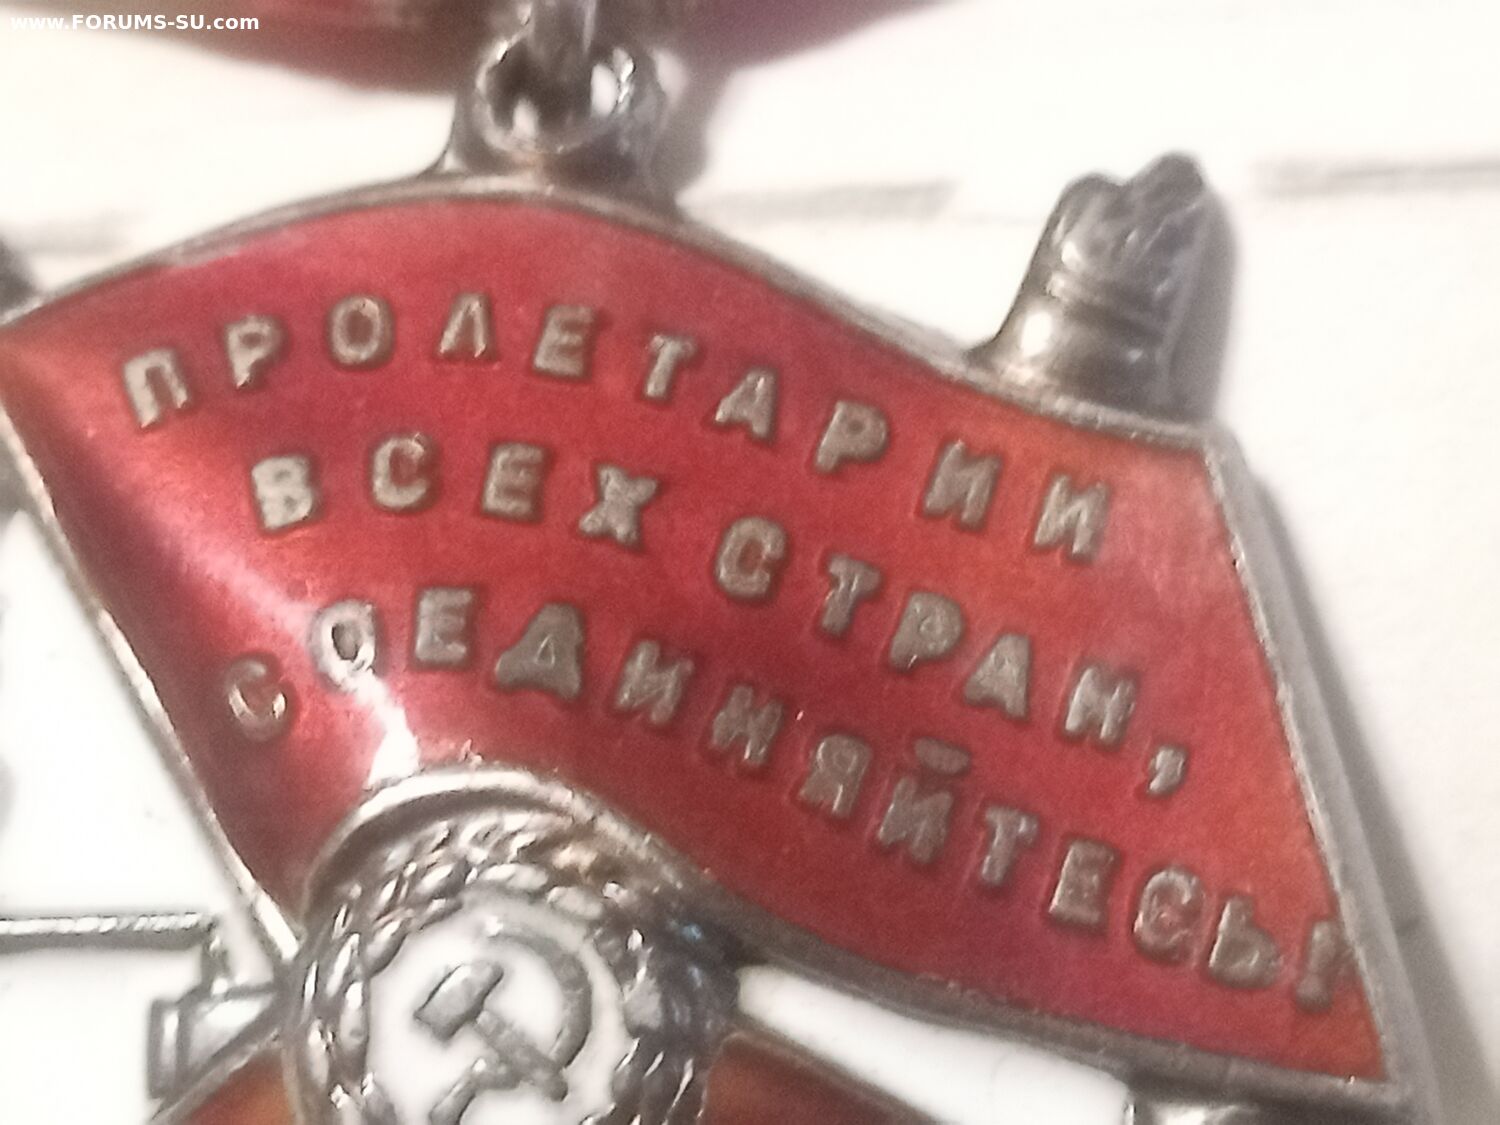 www.FORUMS-SU.com
ПРОЛЕТАРИИ
ВСЕХ СТРАН,
СОЕДИНЯЙТЕСЬ!